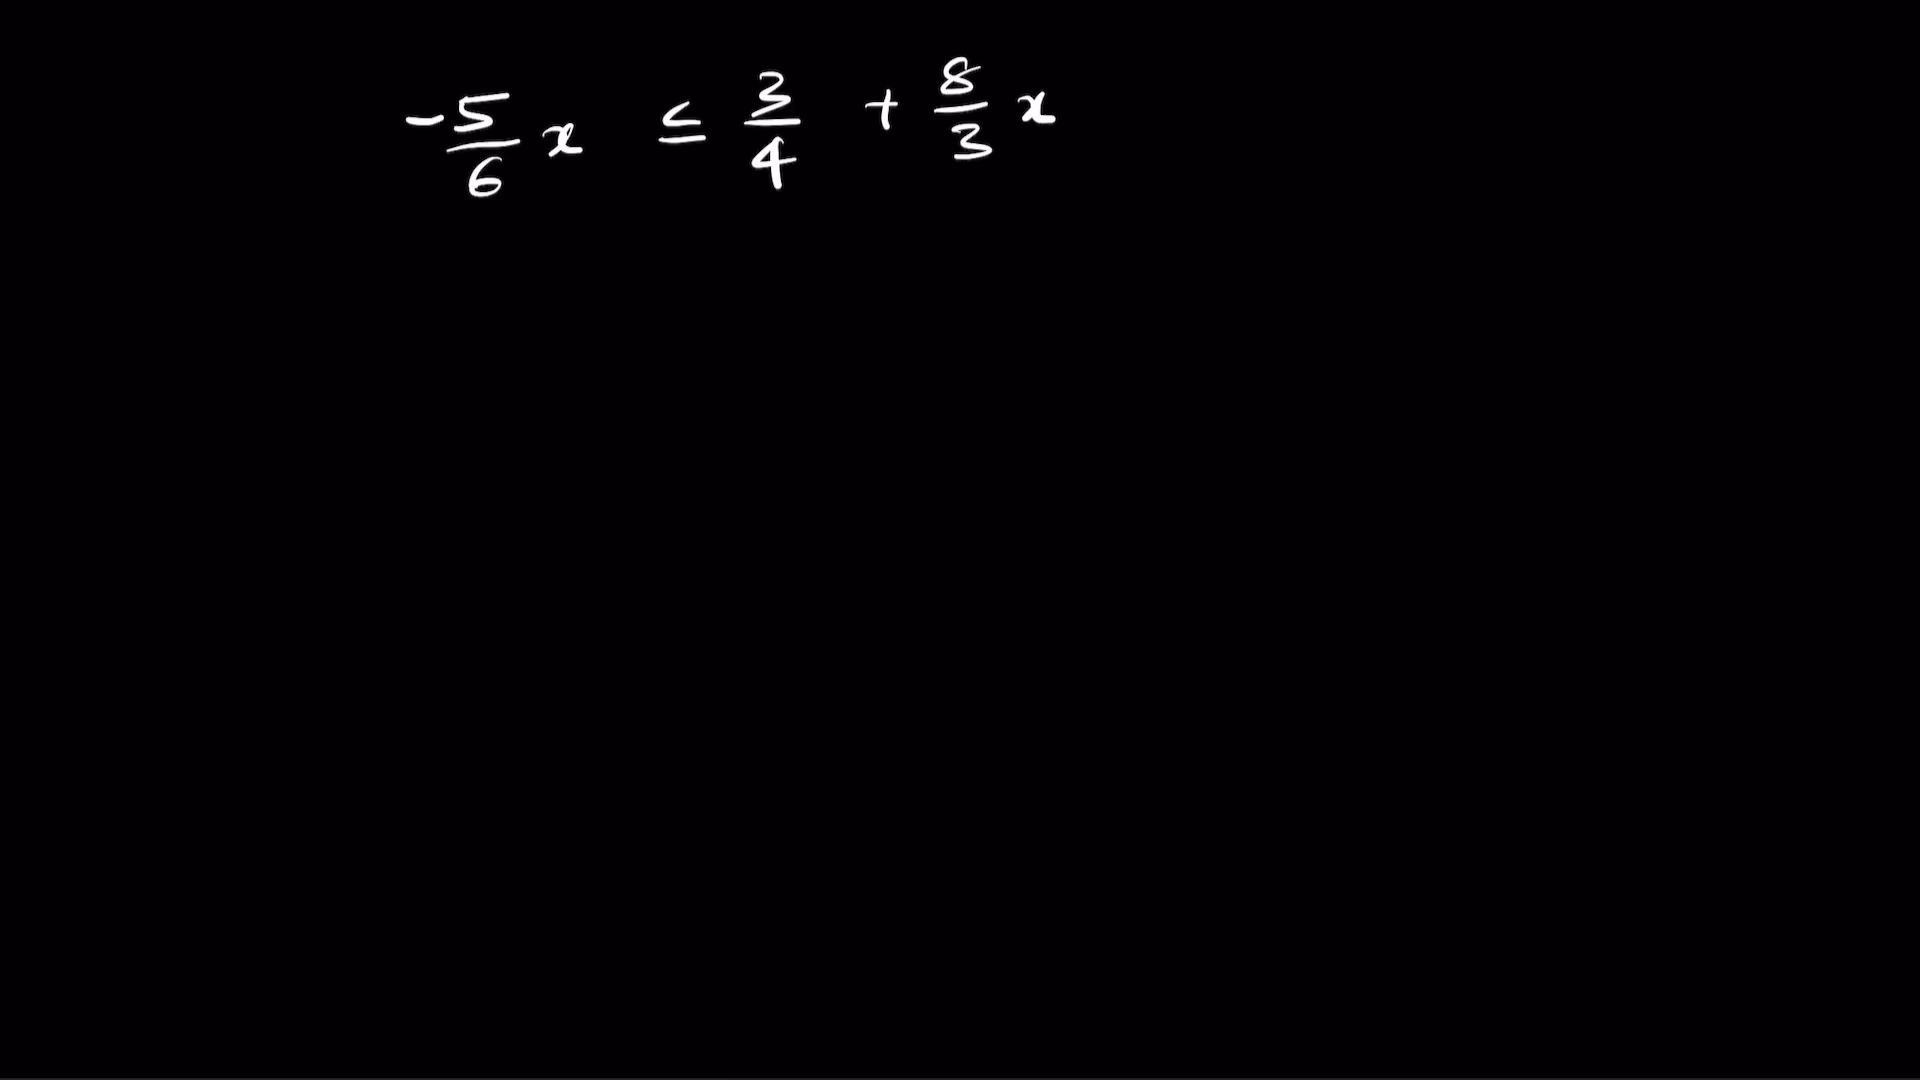 -5/6 x ≤ 3/4 + 8/3 x